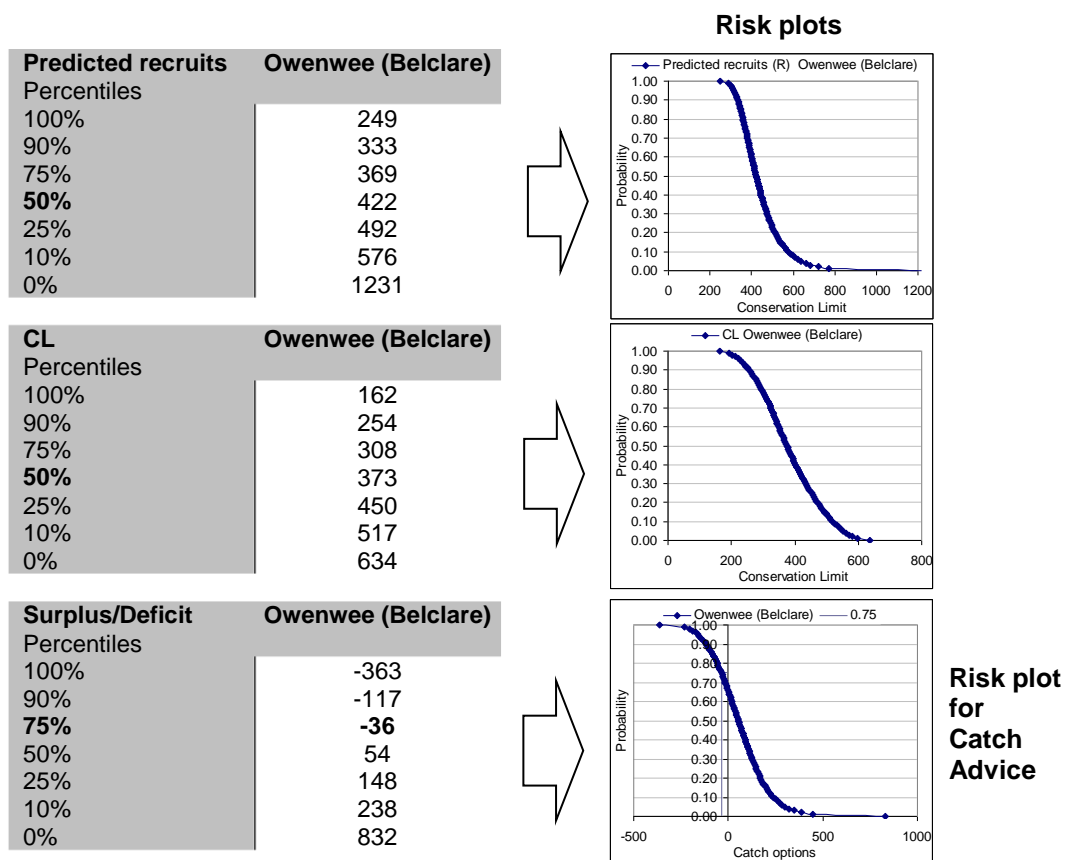 Risk plots
Predicted recruits Owenwee (Belclare)
Percentiles
100% 249
90% 333
75% 369
50% 422
25% 492
10% 576
0% 1231
Predicted recruits (R) Owenwee (Belclare)
1.00
0.90
0.80
0.70
0.60
0.50
0.40
0.30
0.20
0.10
0.00
Probability
0 200 400 600 800 1000 1200
Conservation Limit
CL Owenwee (Belclare)
Percentiles
100% 162
90% 254
75% 308
50% 373
25% 450
10% 517
0% 634
CL Owenwee (Belclare)
1.00
0.90
0.80
0.70
0.60
0.50
0.40
0.30
0.20
0.10
0.00
Probability
0 200 400 600 800
Conservation Limit
Surplus/Deficit Owenwee (Belclare)
Percentiles
100% -363
90% -117
75% -36
50% 54
25% 148
10% 238
0% 832
Owenwee (Belclare) 0.75
1.00
0.90
0.80
0.70
0.60
0.50
0.40
0.30
0.20
0.10
0.00
Probability
-500 0 500 1000
Catch options
Risk plot
for
Catch
Advice